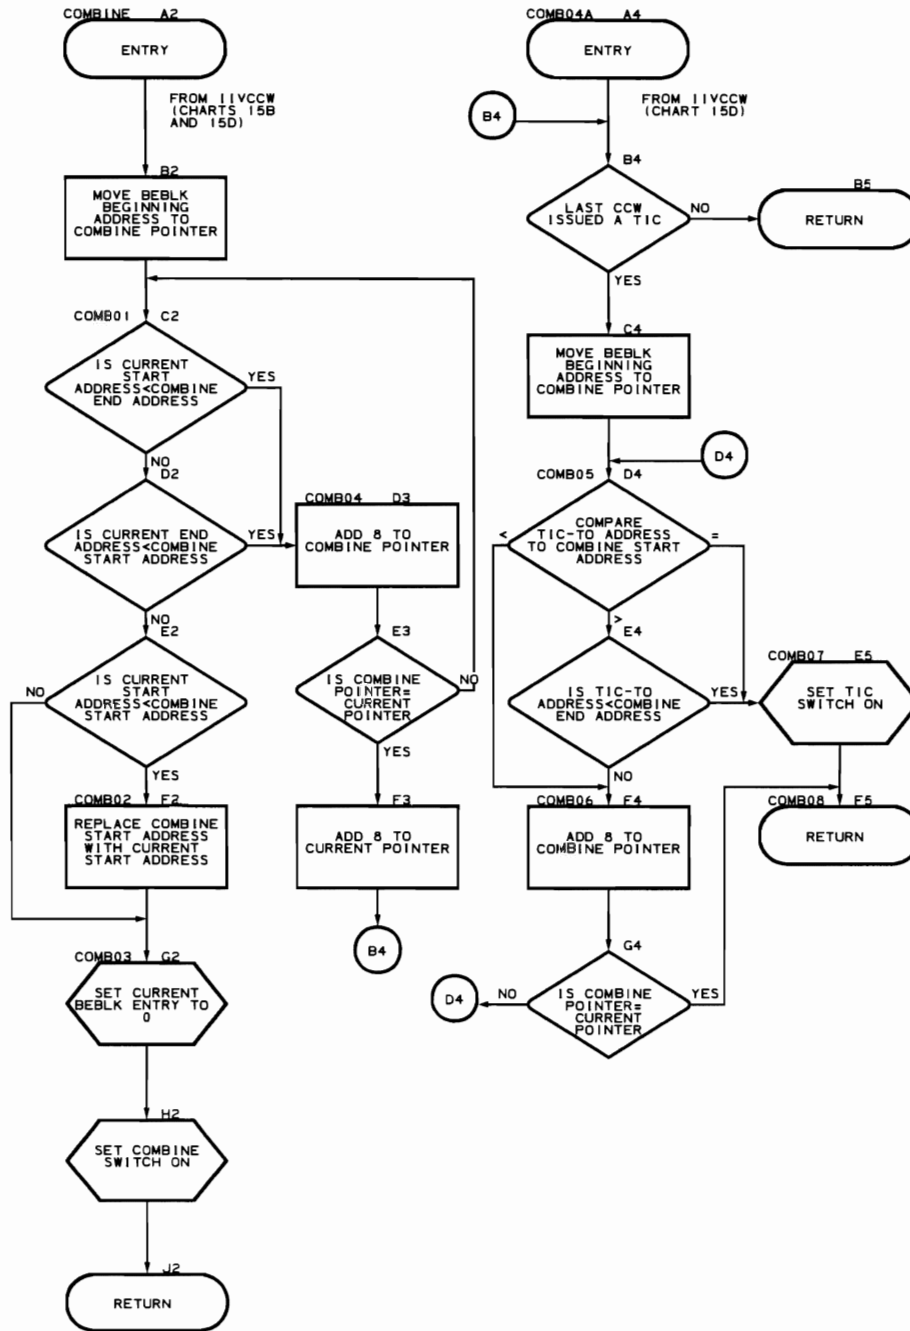 COMBINE A2
ENTRY
FROM IIVCCW
(CHARTS 15B
AND 15D)
B2
MOVE BEBLK
BEGINNING
ADDRESS TO
COMBINE POINTER
COMB01 C2
IS CURRENT
START
ADDRESS<COMBINE
END ADDRESS
YES
NO
D2
IS CURRENT END
ADDRESS<COMBINE
START ADDRESS
YES
NO
E2
IS CURRENT
START
ADDRESS<COMBINE
START ADDRESS
NO
YES
COMB02 F2
REPLACE COMBINE
START ADDRESS
WITH CURRENT
START ADDRESS
COMB03 G2
SET CURRENT
BEBLK ENTRY TO
0
H2
SET COMBINE
SWITCH ON
J2
RETURN
COMB04 D3
ADD 8 TO
COMBINE POINTER
E3
IS COMBINE
POINTER=
CURRENT
POINTER
NO
YES
F3
ADD 8 TO
CURRENT POINTER
B4
COMB04A A4
ENTRY
FROM IIVCCW
(CHART 15D)
B4
B4
LAST CCW
ISSUED A TIC
NO
YES
B5
RETURN
C4
MOVE BEBLK
BEGINNING
ADDRESS TO
COMBINE POINTER
D4
COMB05 D4
COMPARE
TIC-TO ADDRESS
TO COMBINE START
ADDRESS
<
=
>
E4
IS TIC-TO
ADDRESS<COMBINE
END ADDRESS
YES
NO
COMB07 E5
SET TIC
SWITCH ON
COMB06 F4
ADD 8 TO
COMBINE POINTER
COMB08 F5
RETURN
G4
IS COMBINE
POINTER=
CURRENT
POINTER
NO
YES
D4